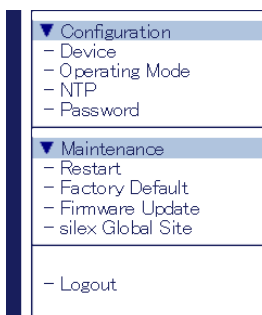 ▼ Configuration
– Device
– Operating Mode
– NTP
– Password
▼ Maintenance
– Restart
– Factory Default
– Firmware Update
– silex Global Site
– Logout